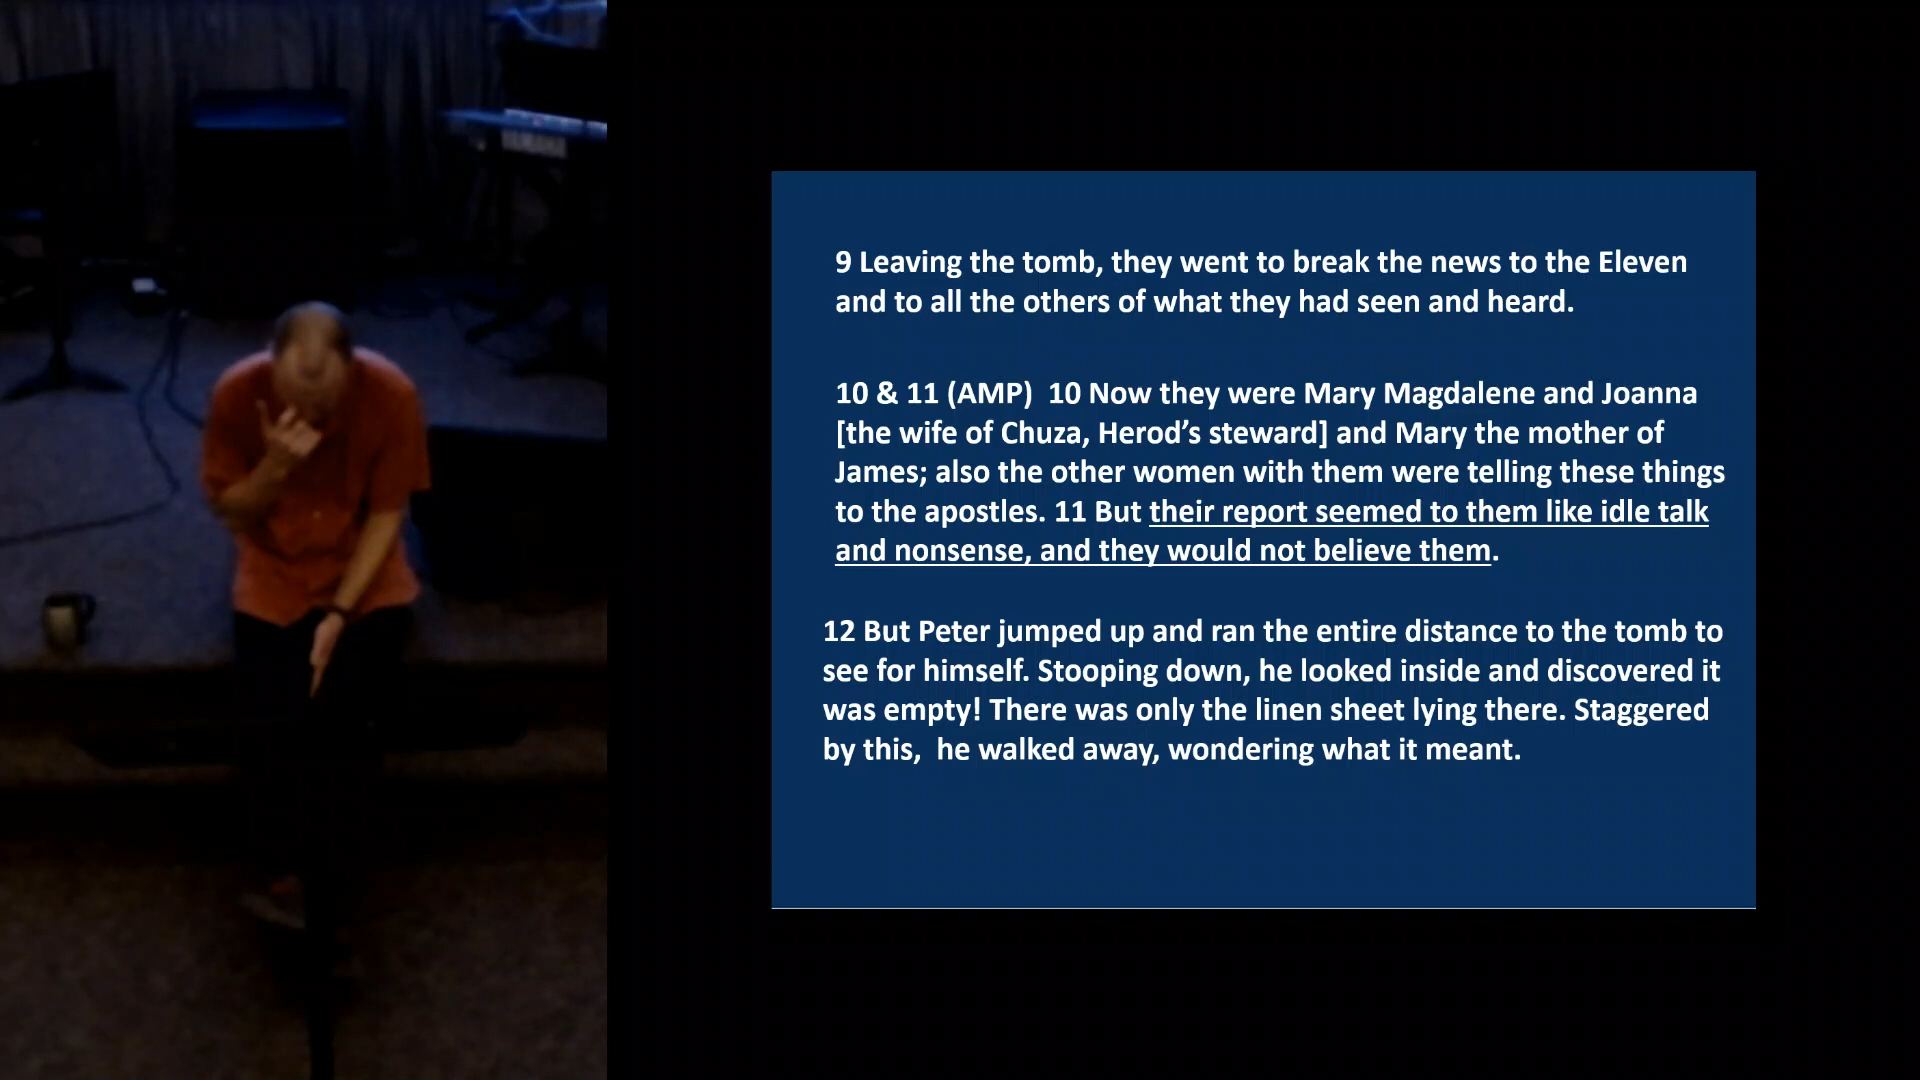 9 Leaving the tomb, they went to break the news to the Eleven
and to all the others of what they had seen and heard.
10 & 11 (AMP)  10 Now they were Mary Magdalene and Joanna
[the wife of Chuza, Herod’s steward] and Mary the mother of
James; also the other women with them were telling these things
to the apostles. 11 But their report seemed to them like idle talk
and nonsense, and they would not believe them.
12 But Peter jumped up and ran the entire distance to the tomb to
see for himself. Stooping down, he looked inside and discovered it
was empty! There was only the linen sheet lying there. Staggered
by this,  he walked away, wondering what it meant.